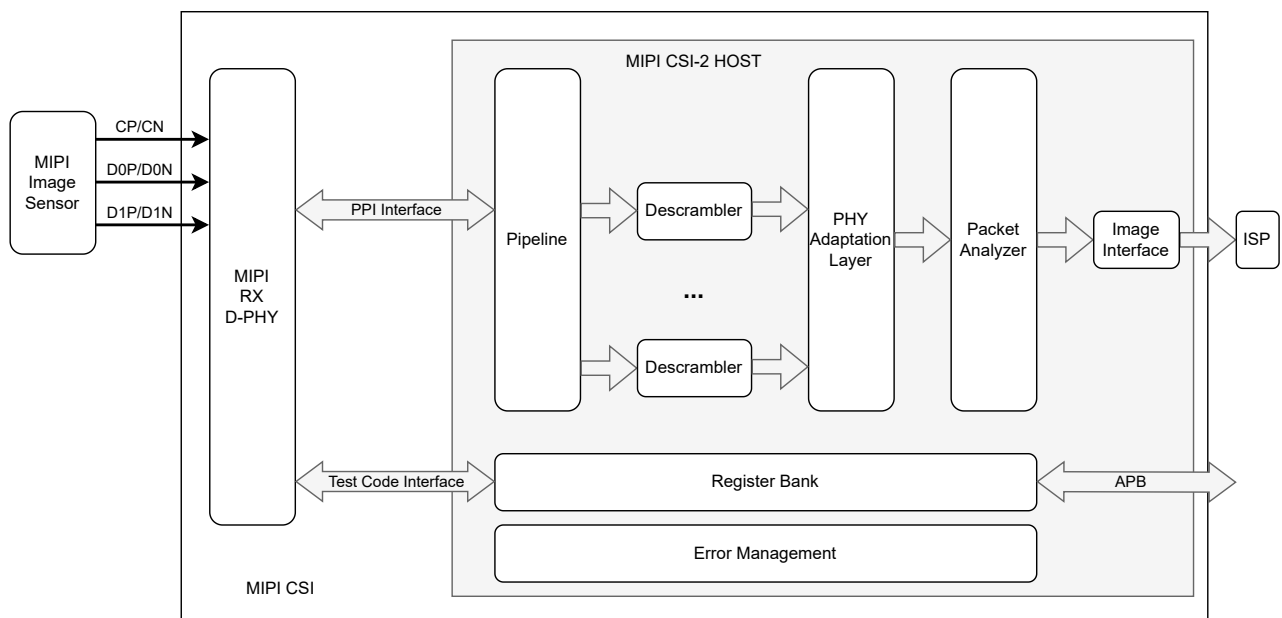 MIPI CSI-2 HOST
CP/CN
D0P/D0N
D1P/D1N
MIPI
Image
Sensor
MIPI
RX
D-PHY
PPI Interface
Pipeline
Descrambler
...
Descrambler
PHY
Adaptation
Layer
Packet
Analyzer
Image
Interface
ISP
Test Code Interface
Register Bank
APB
Error Management
MIPI CSI